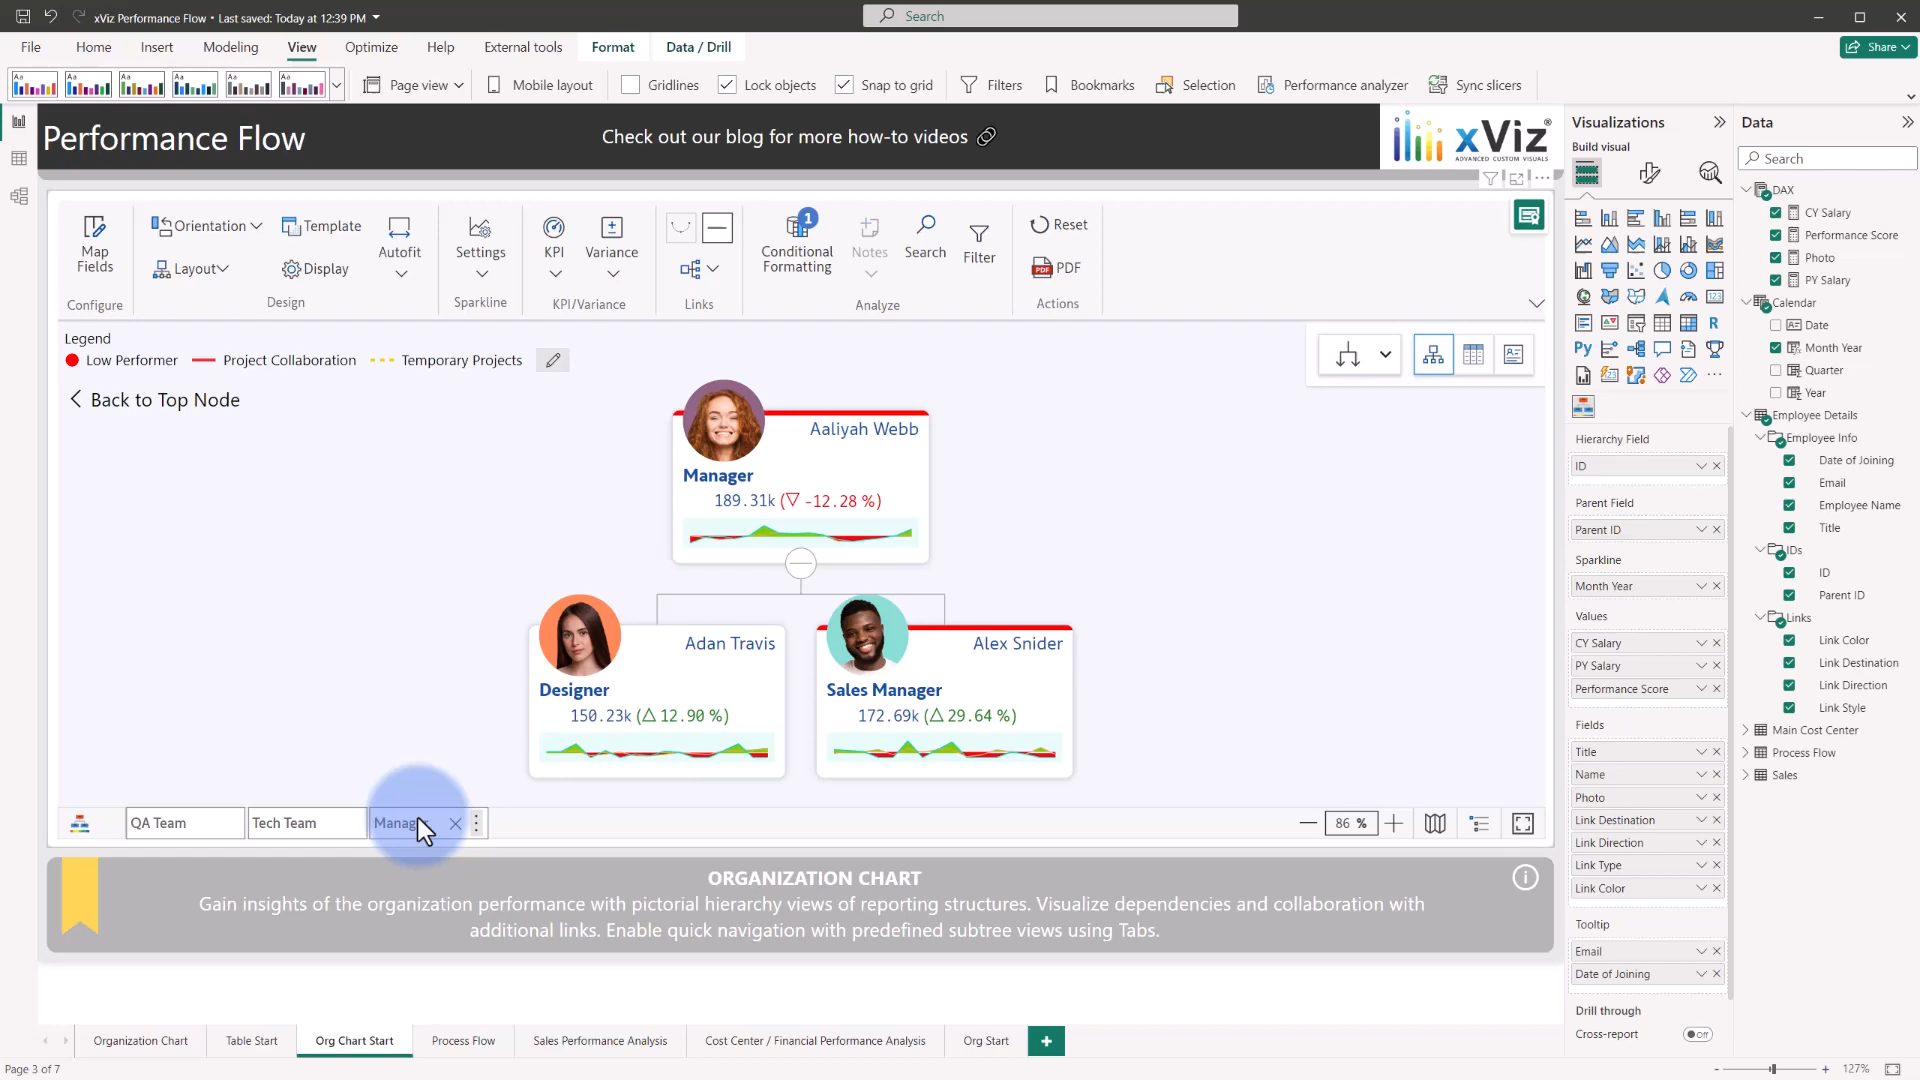 xViz Performance Flow • Last saved: Today at 12:39 PM
Search
File Home Insert Modeling View Optimize Help External tools Format Data / Drill
Share
Page view Mobile layout Gridlines Lock objects Snap to grid Filters Bookmarks Selection Performance analyzer Sync slicers
Performance Flow
Check out our blog for more how-to videos
xViz®
ADVANCED CUSTOM VISUALS
Map Fields
Configure
Orientation Template
Layout Display
Autofit
Design
Settings
Sparkline
KPI Variance
KPI/Variance
Links
1
Conditional Formatting
Notes
Search
Filter
Analyze
Reset
PDF PDF
Actions
Legend
Low Performer Project Collaboration Temporary Projects
Back to Top Node
Aaliyah Webb
Manager
189.31k (▽ -12.28 %)
Adan Travis
Designer
150.23k (△ 12.90 %)
Alex Snider
Sales Manager
172.69k (△ 29.64 %)
QA Team Tech Team
86 %
ORGANIZATION CHART
Gain insights of the organization performance with pictorial hierarchy views of reporting structures. Visualize dependencies and collaboration with
additional links. Enable quick navigation with predefined subtree views using Tabs.
Organization Chart Table Start Org Chart Start Process Flow Sales Performance Analysis Cost Center / Financial Performance Analysis Org Start
Page 3 of 7
127%
Visualizations
Build visual
123
R
Py
Hierarchy Field
ID
Parent Field
Parent ID
Sparkline
Month Year
Values
CY Salary
PY Salary
Performance Score
Fields
Title
Name
Photo
Link Destination
Link Direction
Link Type
Link Color
Tooltip
Email
Date of Joining
Drill through
Cross-report Off
Data
Search
DAX
CY Salary
Performance Score
Photo
PY Salary
Calendar
Date
Month Year
Quarter
Year
Employee Details
Employee Info
Date of Joining
Email
Employee Name
Title
IDs
ID
Parent ID
Links
Link Color
Link Destination
Link Direction
Link Style
Main Cost Center
Process Flow
Sales